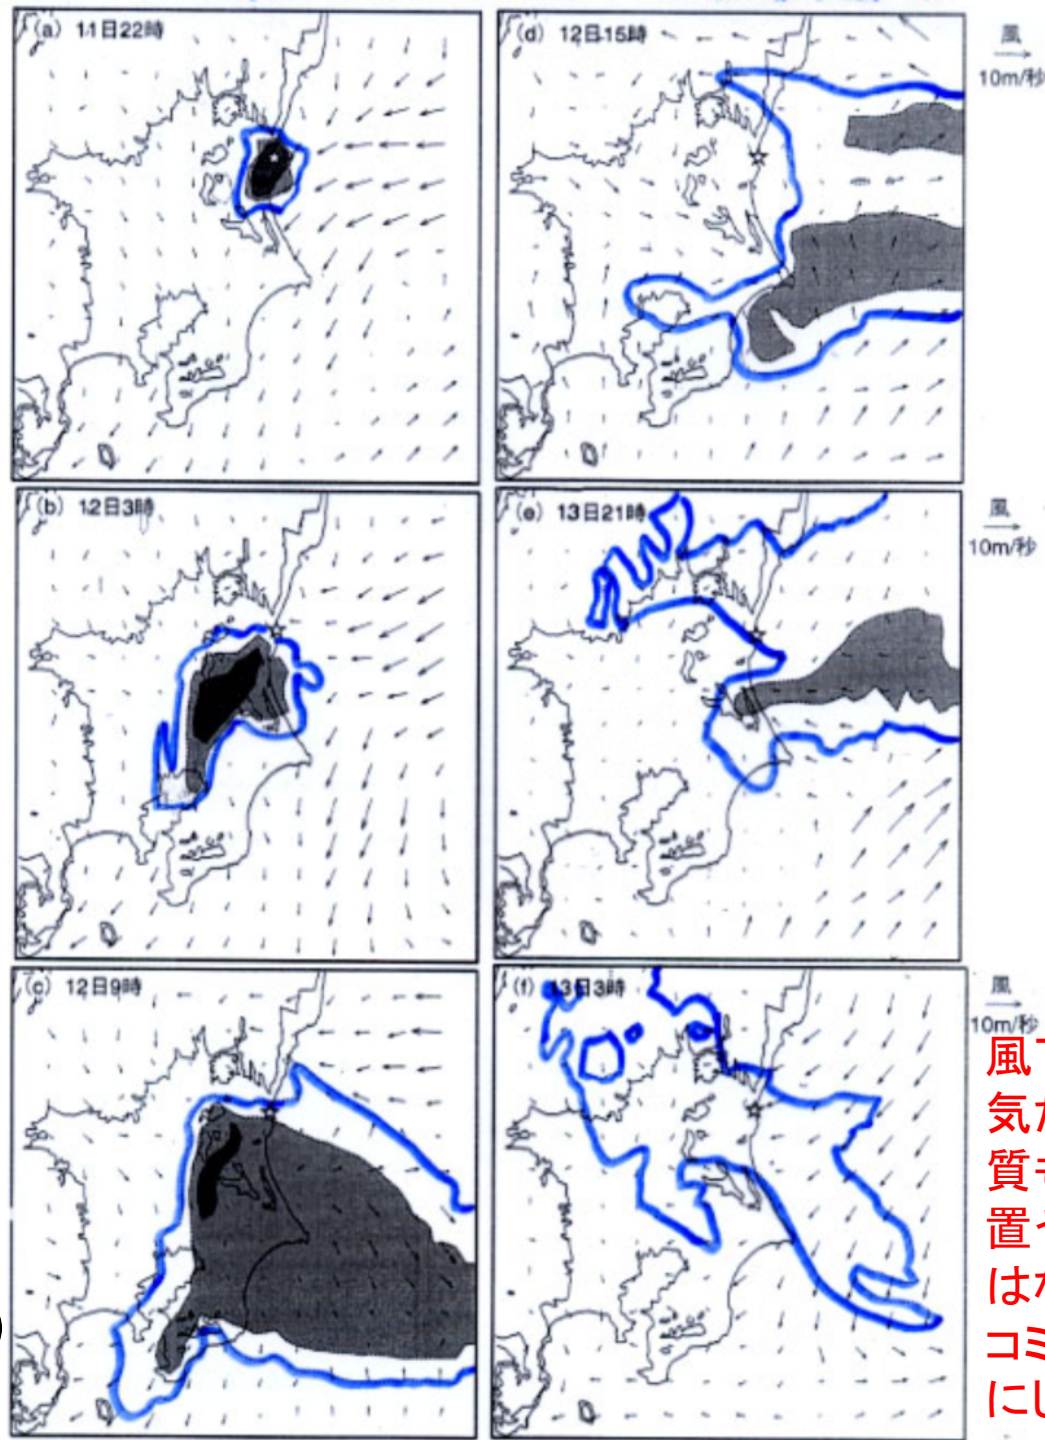 (a) 11日22時
(d) 12日15時
風
10m/秒
(b) 12日3時
(e) 13日21時
風
10m/秒
(c) 12日9時
(f) 13日3時
風
10m/秒
風
気
質
置
は
コミ
にし